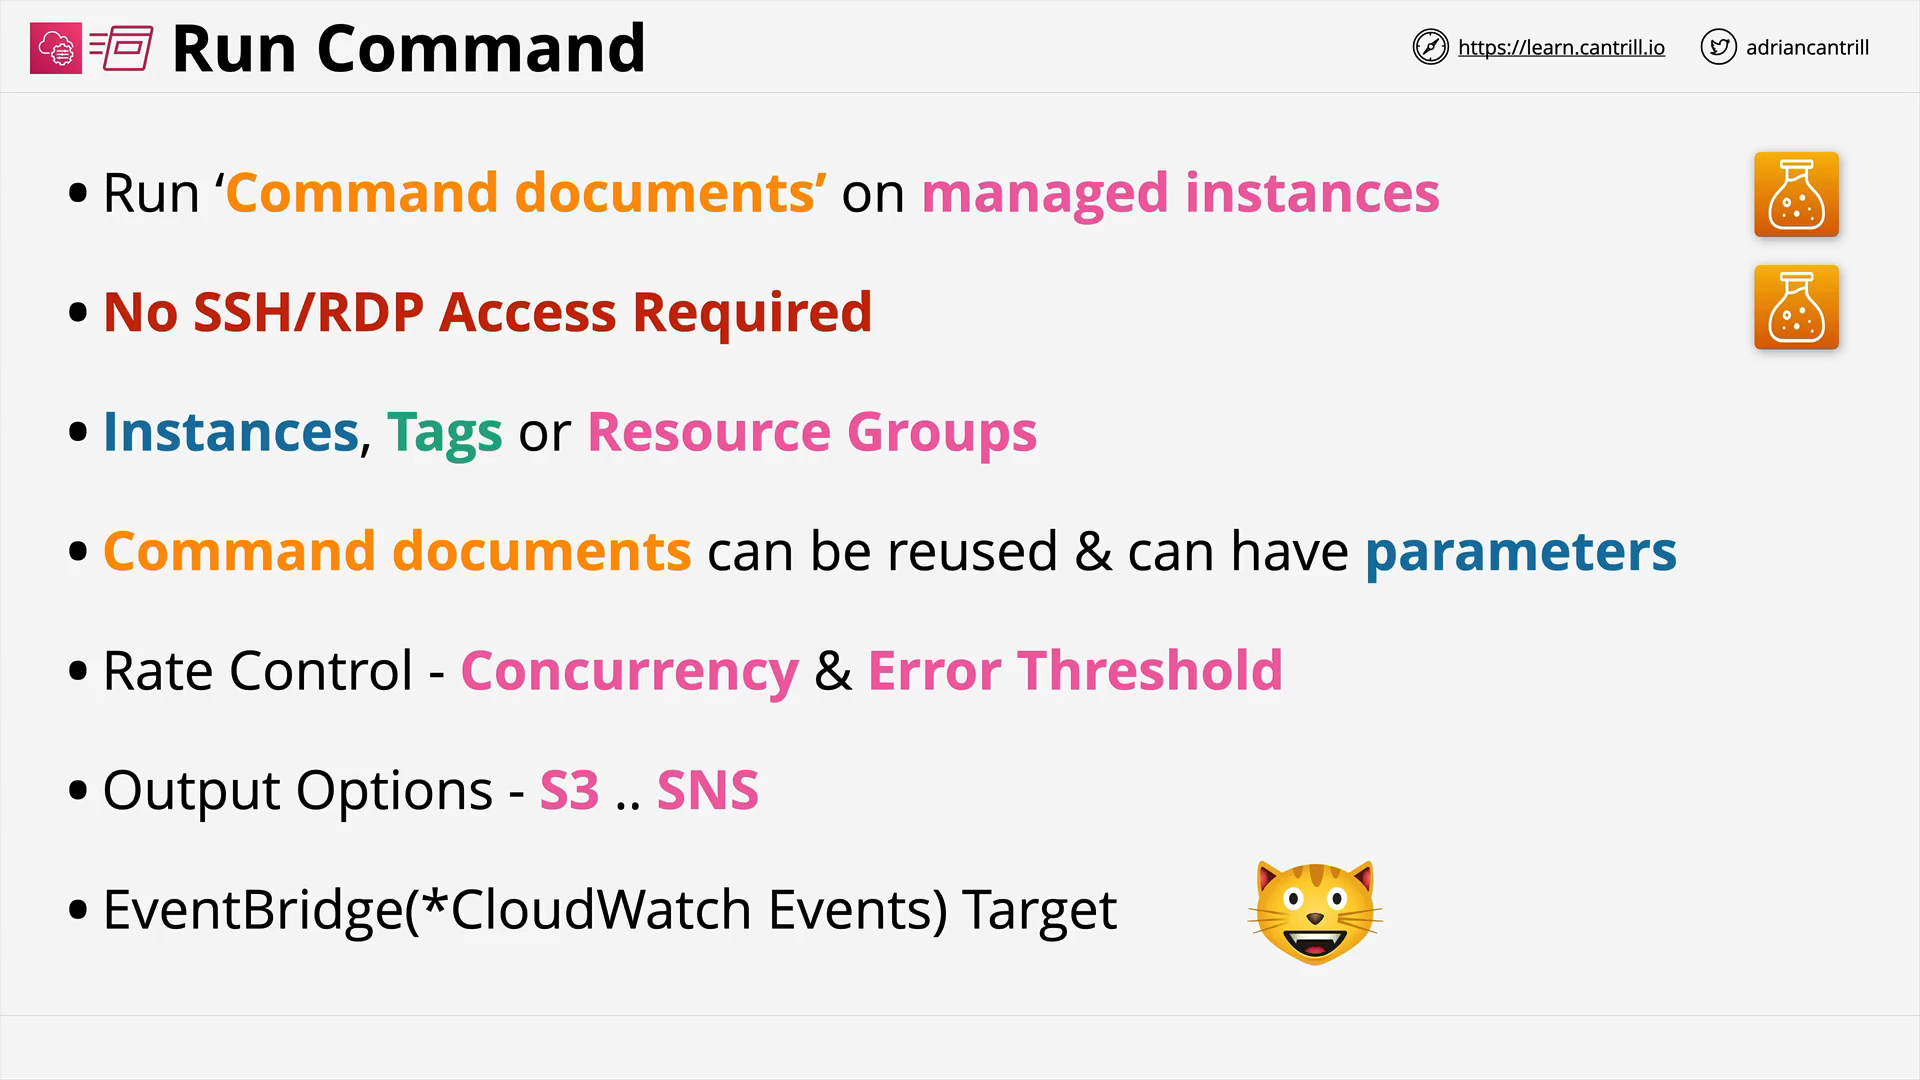 Run Command
https://learn.cantrill.io
adriancantrill
• Run ‘Command documents’ on managed instances
• No SSH/RDP Access Required
• Instances, Tags or Resource Groups
• Command documents can be reused & can have parameters
• Rate Control - Concurrency & Error Threshold
• Output Options - S3 .. SNS
• EventBridge(*CloudWatch Events) Target